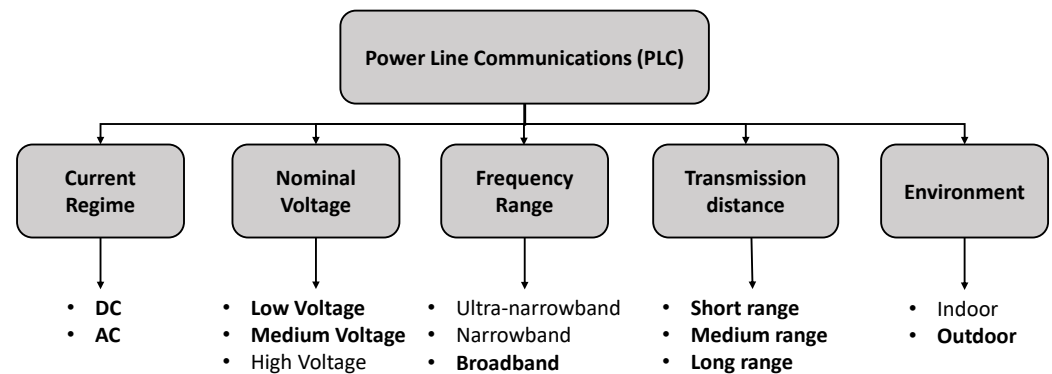 Power Line Communications (PLC)
Current
Regime
Nominal
Voltage
Frequency
Range
Transmission
distance
Environment
• DC
• AC
• Low Voltage
• Medium Voltage
• High Voltage
• Ultra-narrowband
• Narrowband
• Broadband
• Short range
• Medium range
• Long range
• Indoor
• Outdoor